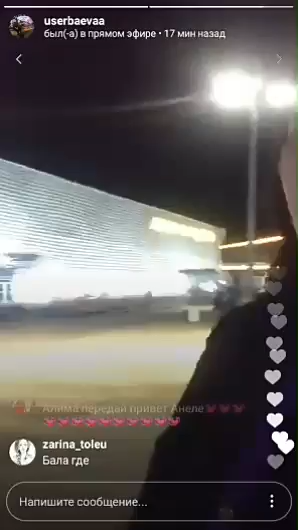 userbaevaa
был(-а) в прямом эфире • 17 мин назад
Алима передай привет Анеле
zarina_toleu
Бала где
Напишите сообщение...